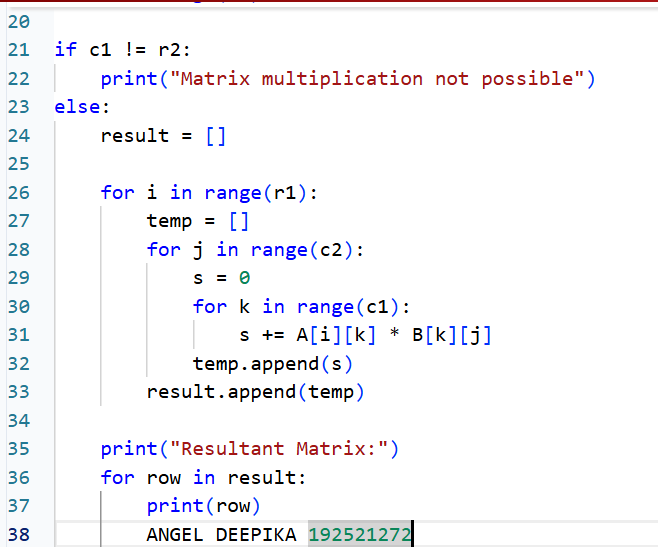 20
21 if c1 != r2:
22     print("Matrix multiplication not possible")
23 else:
24     result = []
25
26     for i in range(r1):
27         temp = []
28         for j in range(c2):
29             s = 0
30             for k in range(c1):
31                 s += A[i][k] * B[k][j]
32             temp.append(s)
33         result.append(temp)
34
35     print("Resultant Matrix:")
36     for row in result:
37         print(row)
38         ANGEL DEEPIKA 192521272